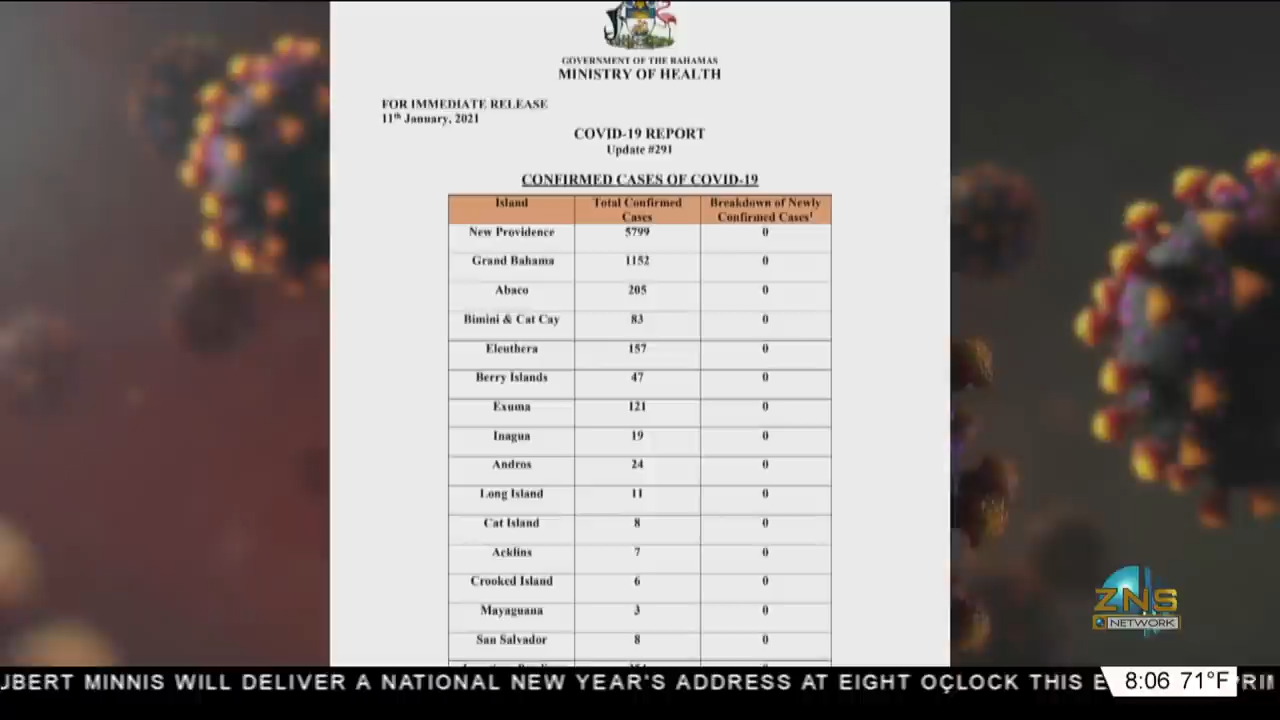 GOVERNMENT OF THE BAHAMAS
MINISTRY OF HEALTH
FOR IMMEDIATE RELEASE
11th January, 2021
COVID-19 REPORT
Update #291
CONFIRMED CASES OF COVID-19
Island Total Confirmed Cases Breakdown of Newly Confirmed Cases¹
New Providence 5799 0
Grand Bahama 1152 0
Abaco 205 0
Bimini & Cat Cay 83 0
Eleuthera 157 0
Berry Islands 47 0
Exuma 121 0
Inagua 19 0
Andros 24 0
Long Island 11 0
Cat Island 8 0
Acklins 7 0
Crooked Island 6 0
Mayaguana 3 0
San Salvador 8 0
ZNS
NETWORK
UBERT MINNIS WILL DELIVER A NATIONAL NEW YEAR'S ADDRESS AT EIGHT OÇLOCK THIS E
8:06 71°F